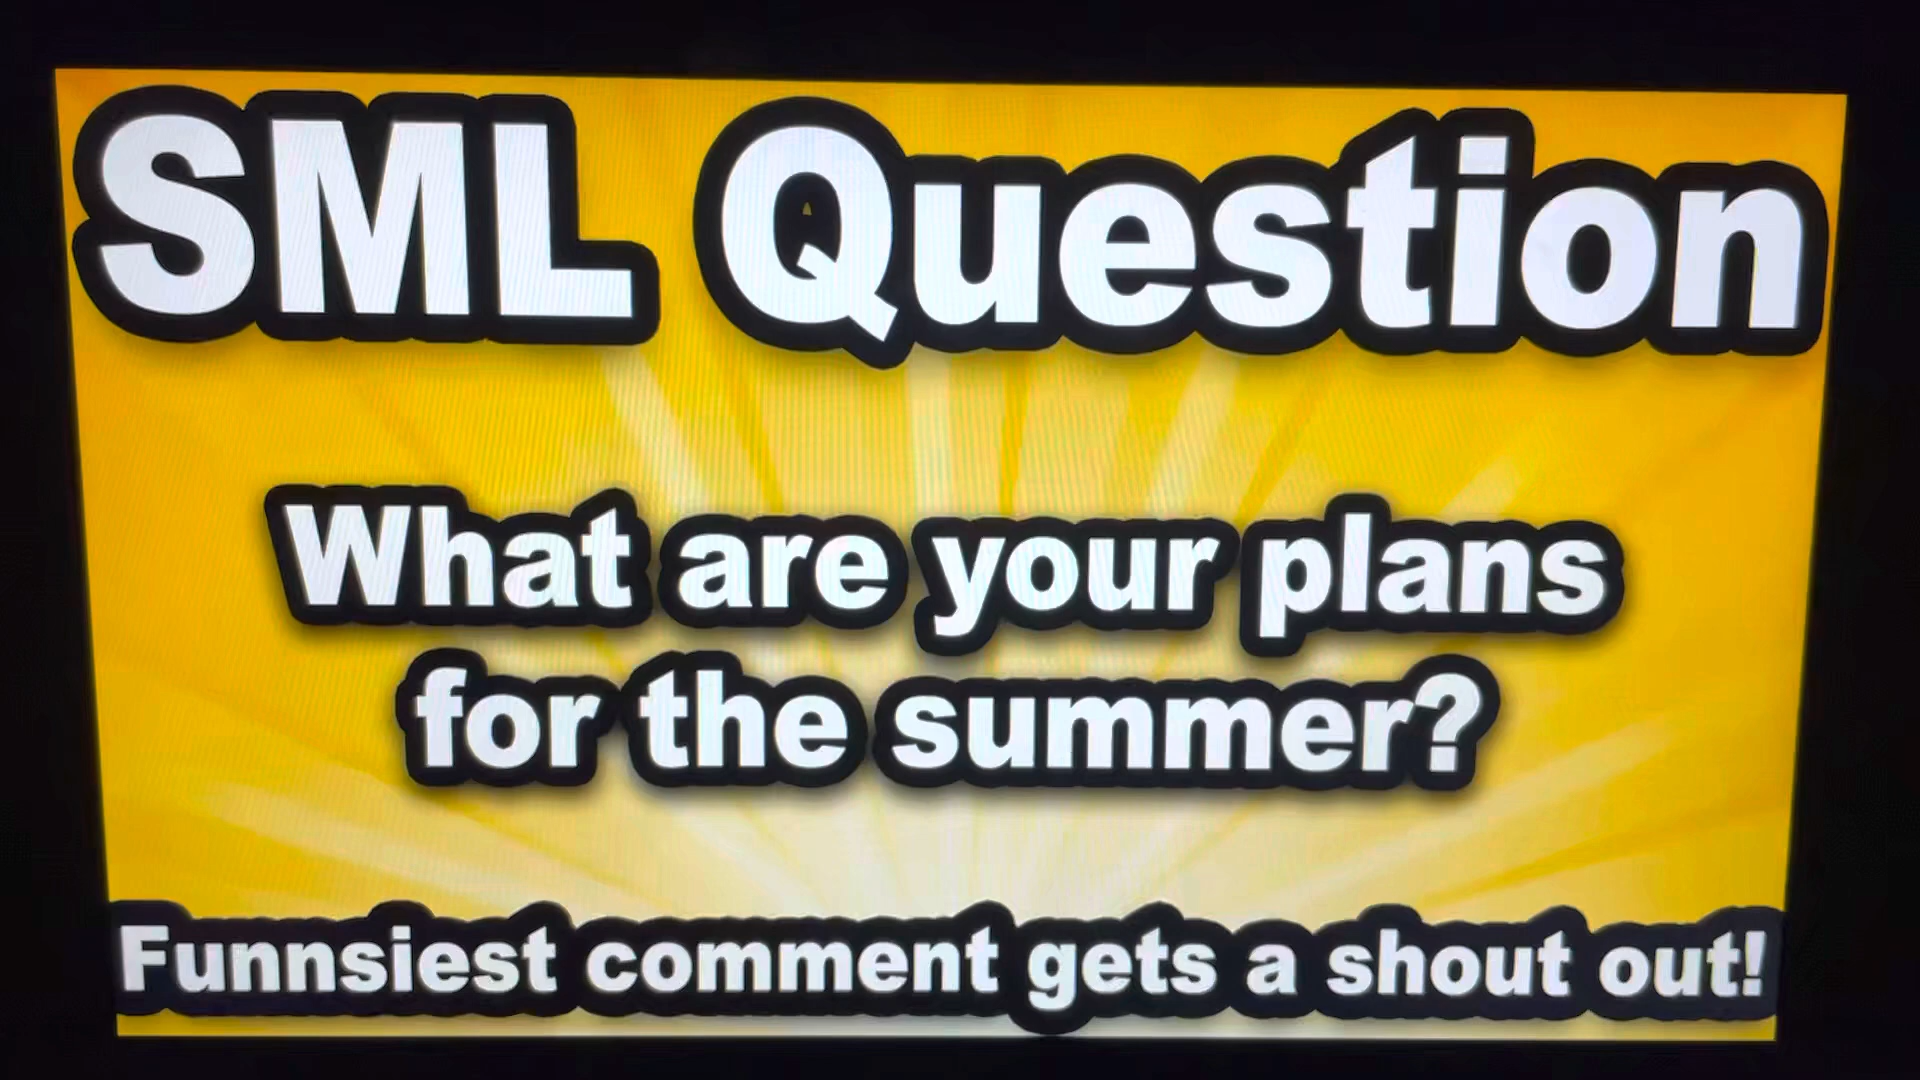 SML Question
What are your plans
for the summer?
Funnsiest comment gets a shout out!